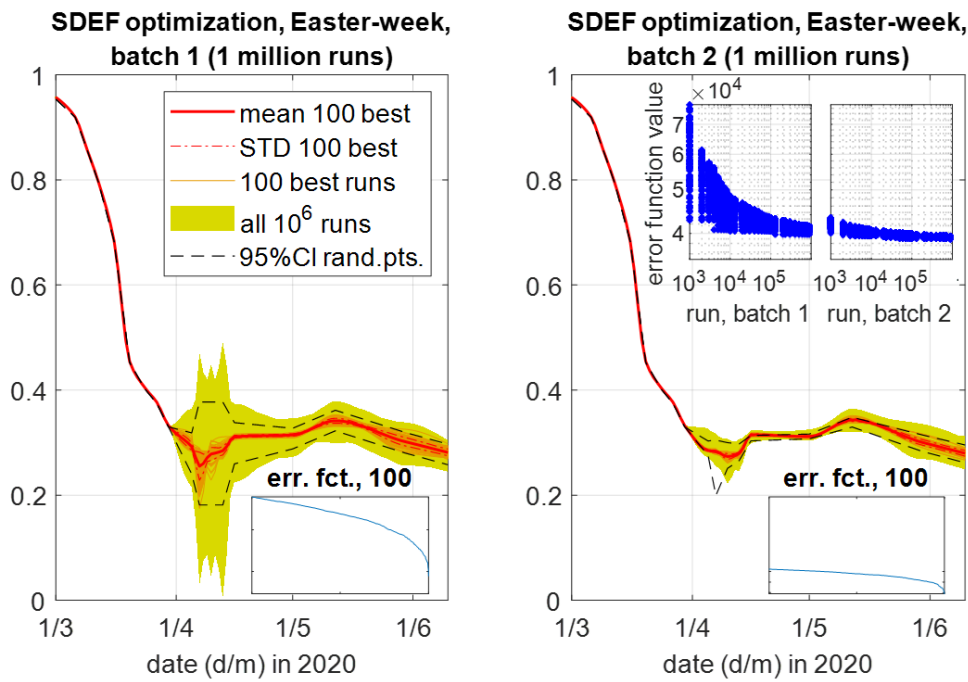 SDEF optimization, Easter-week,
batch 1 (1 million runs)
1
0.8
0.6
0.4
0.2
0
mean 100 best
STD 100 best
100 best runs
all 10⁶ runs
95%CI rand.pts.
err. fct., 100
1/3 1/4 1/5 1/6
date (d/m) in 2020
SDEF optimization, Easter-week,
batch 2 (1 million runs)
1
0.8
0.6
0.4
0.2
0
×10⁴
error function value
7
6
5
4
10³ 10⁴ 10⁵ 10³ 10⁴ 10⁵
run, batch 1 run, batch 2
err. fct., 100
1/3 1/4 1/5 1/6
date (d/m) in 2020